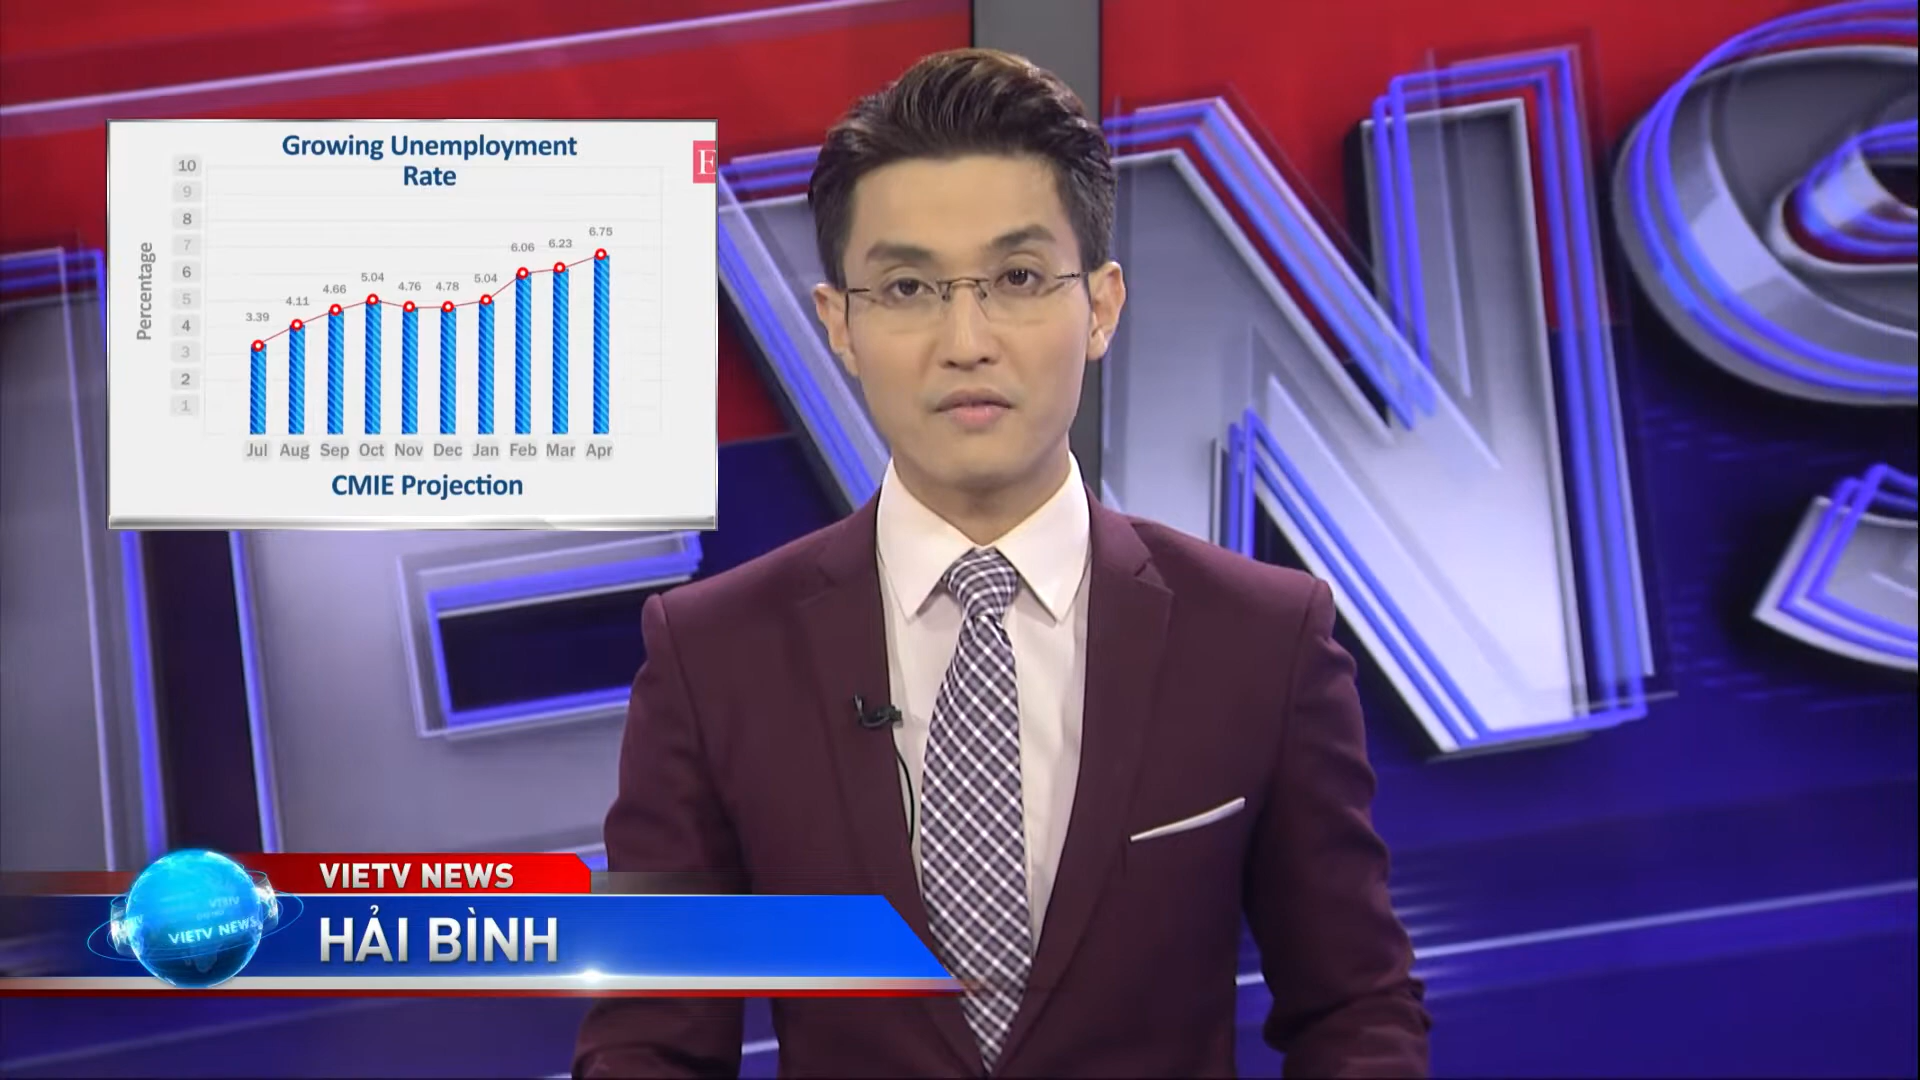 Growing Unemployment
Rate
E
10
9
8
7
6
5
4
3
2
1
Percentage
3.39
4.11
4.66
5.04
4.76
4.78
5.04
6.06
6.23
6.75
Jul Aug Sep Oct Nov Dec Jan Feb Mar Apr
CMIE Projection
VIETV NEWS
HẢI BÌNH
VIETV NEWS